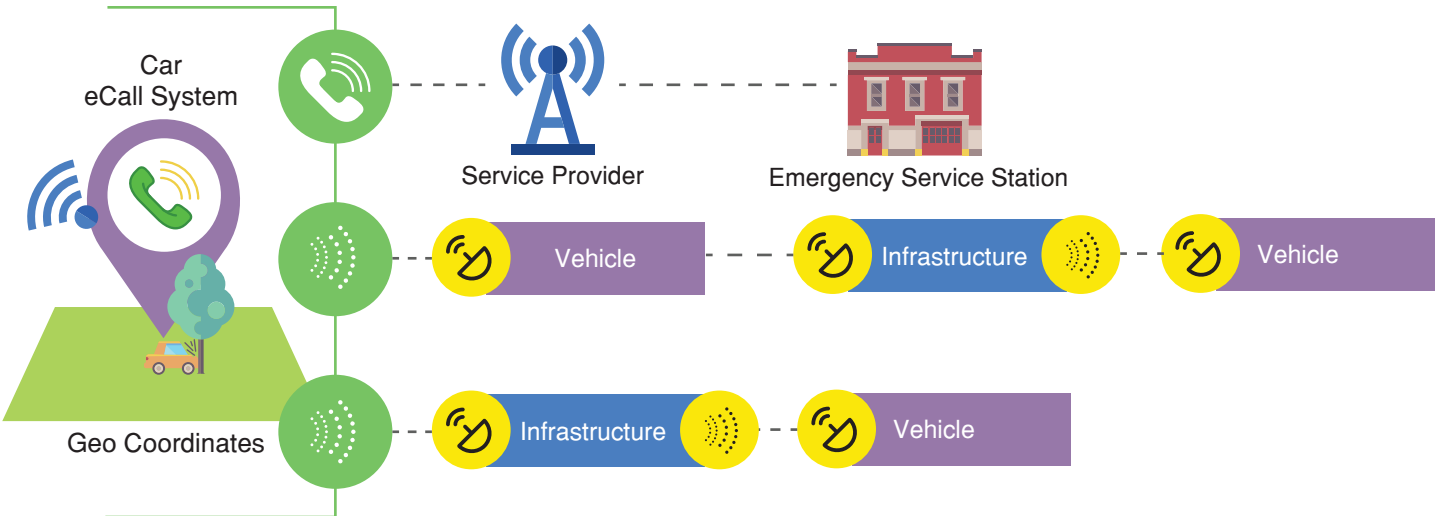 Car
eCall System
Service Provider
Emergency Service Station
Vehicle
Infrastructure
Vehicle
Geo Coordinates
Infrastructure
Vehicle